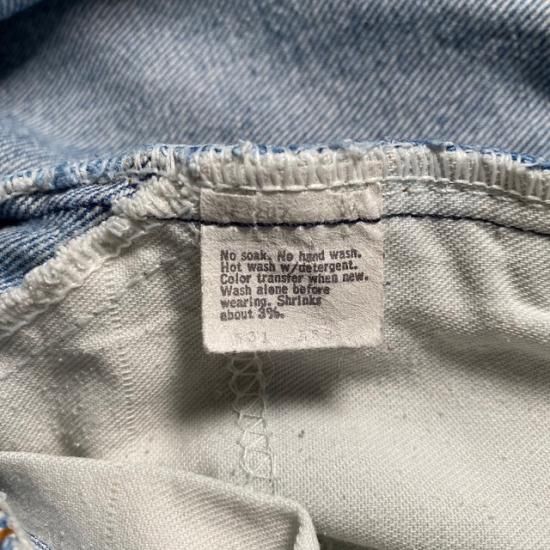 No soak. No hand wash.
Hot wash w/detergent.
Color transfer when new.
Wash alone before
wearing. Shrinks
about 3%.